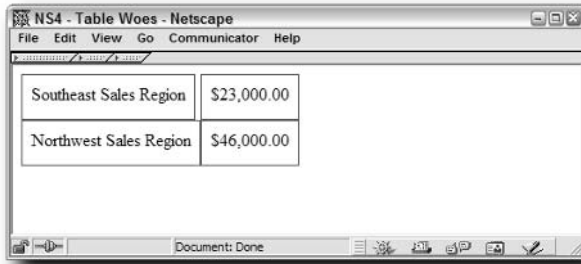 NS4 - Table Woes - Netscape
File Edit View Go Communicator Help
Southeast Sales Region $23,000.00
Northwest Sales Region $46,000.00
Document: Done